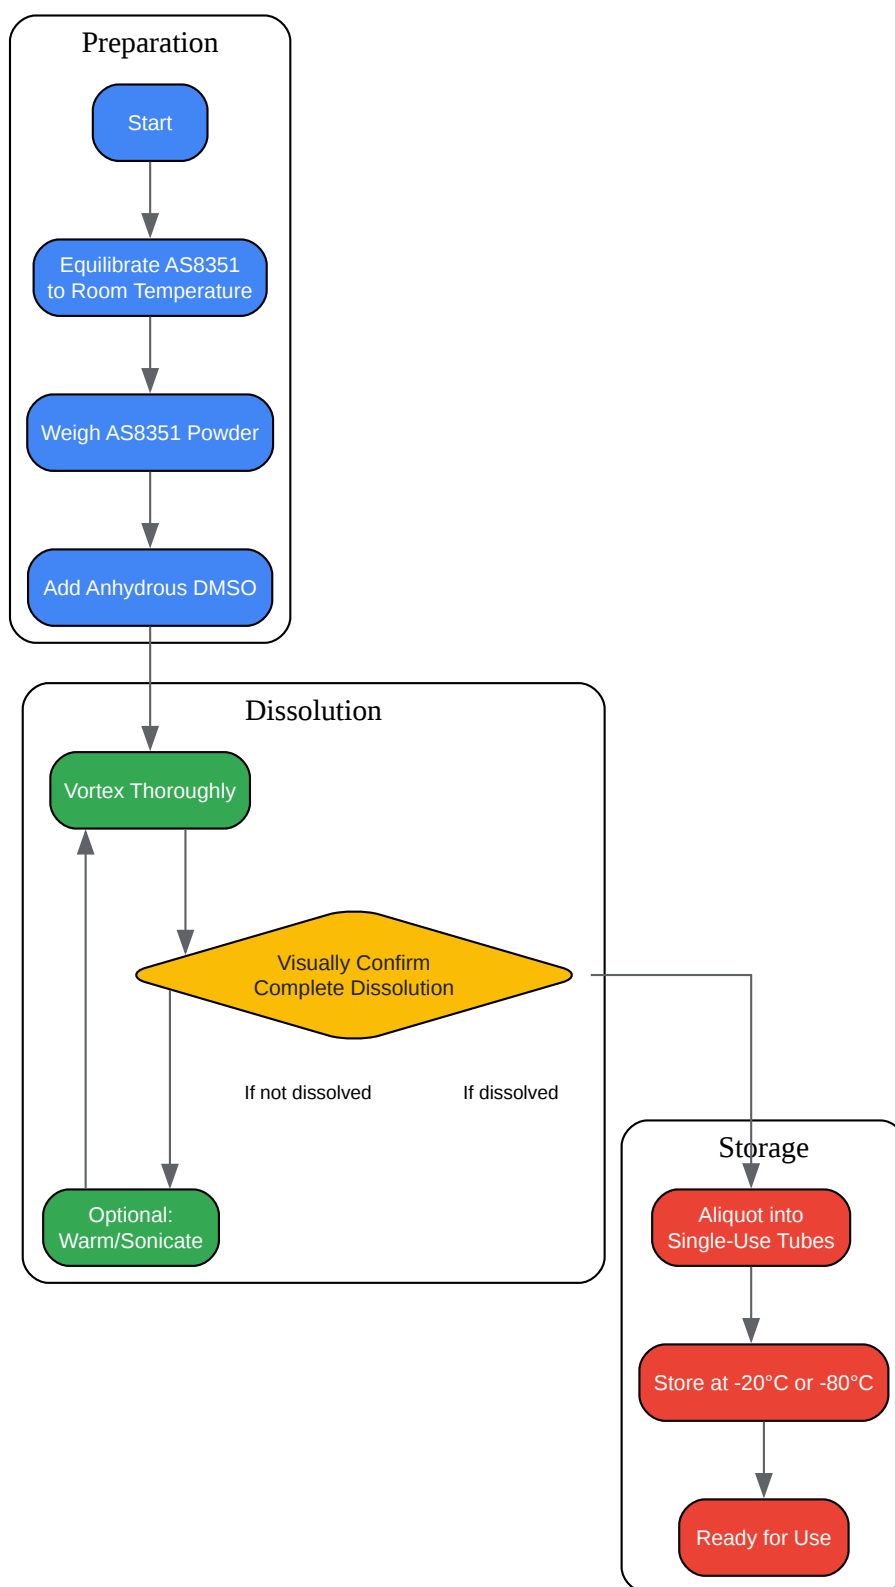 Preparation
Start
Equilibrate AS8351
to Room Temperature
Weigh AS8351 Powder
Add Anhydrous DMSO
Dissolution
Vortex Thoroughly
Visually Confirm
Complete Dissolution
If not dissolved
If dissolved
Optional:
Warm/Sonicate
Storage
Aliquot into
Single-Use Tubes
Store at -20°C or -80°C
Ready for Use